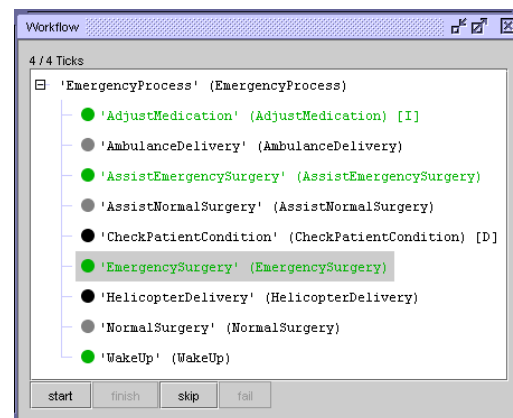 Workflow
4 / 4 Ticks
'EmergencyProcess' (EmergencyProcess)
'AdjustMedication' (AdjustMedication) [I]
'AmbulanceDelivery' (AmbulanceDelivery)
'AssistEmergencySurgery' (AssistEmergencySurgery)
'AssistNormalSurgery' (AssistNormalSurgery)
'CheckPatientCondition' (CheckPatientCondition) [D]
'EmergencySurgery' (EmergencySurgery)
'HelicopterDelivery' (HelicopterDelivery)
'NormalSurgery' (NormalSurgery)
'WakeUp' (WakeUp)
start finish skip fail